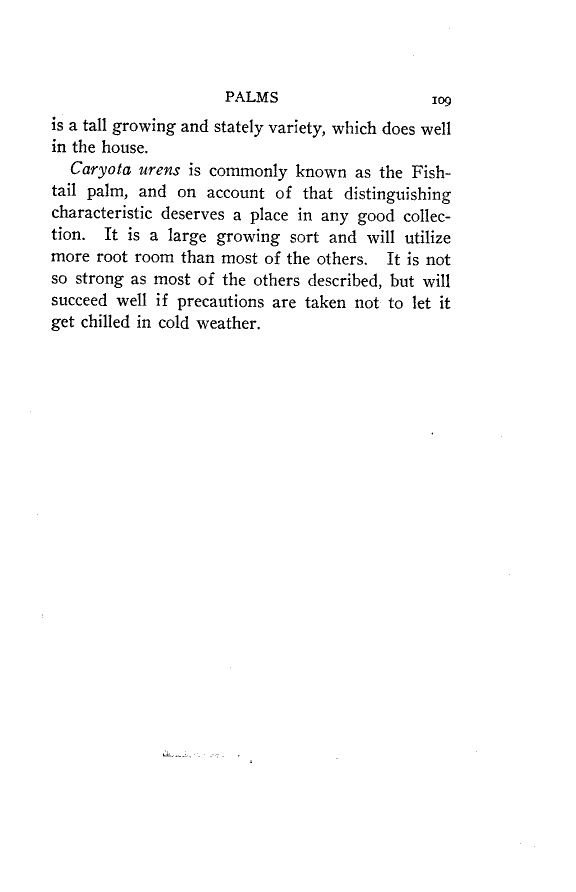 PALMS 109
is a tall growing and stately variety, which does well
in the house.
Caryota urens is commonly known as the Fish-
tail palm, and on account of that distinguishing
characteristic deserves a place in any good collec-
tion. It is a large growing sort and will utilize
more root room than most of the others. It is not
so strong as most of the others described, but will
succeed well if precautions are taken not to let it
get chilled in cold weather.